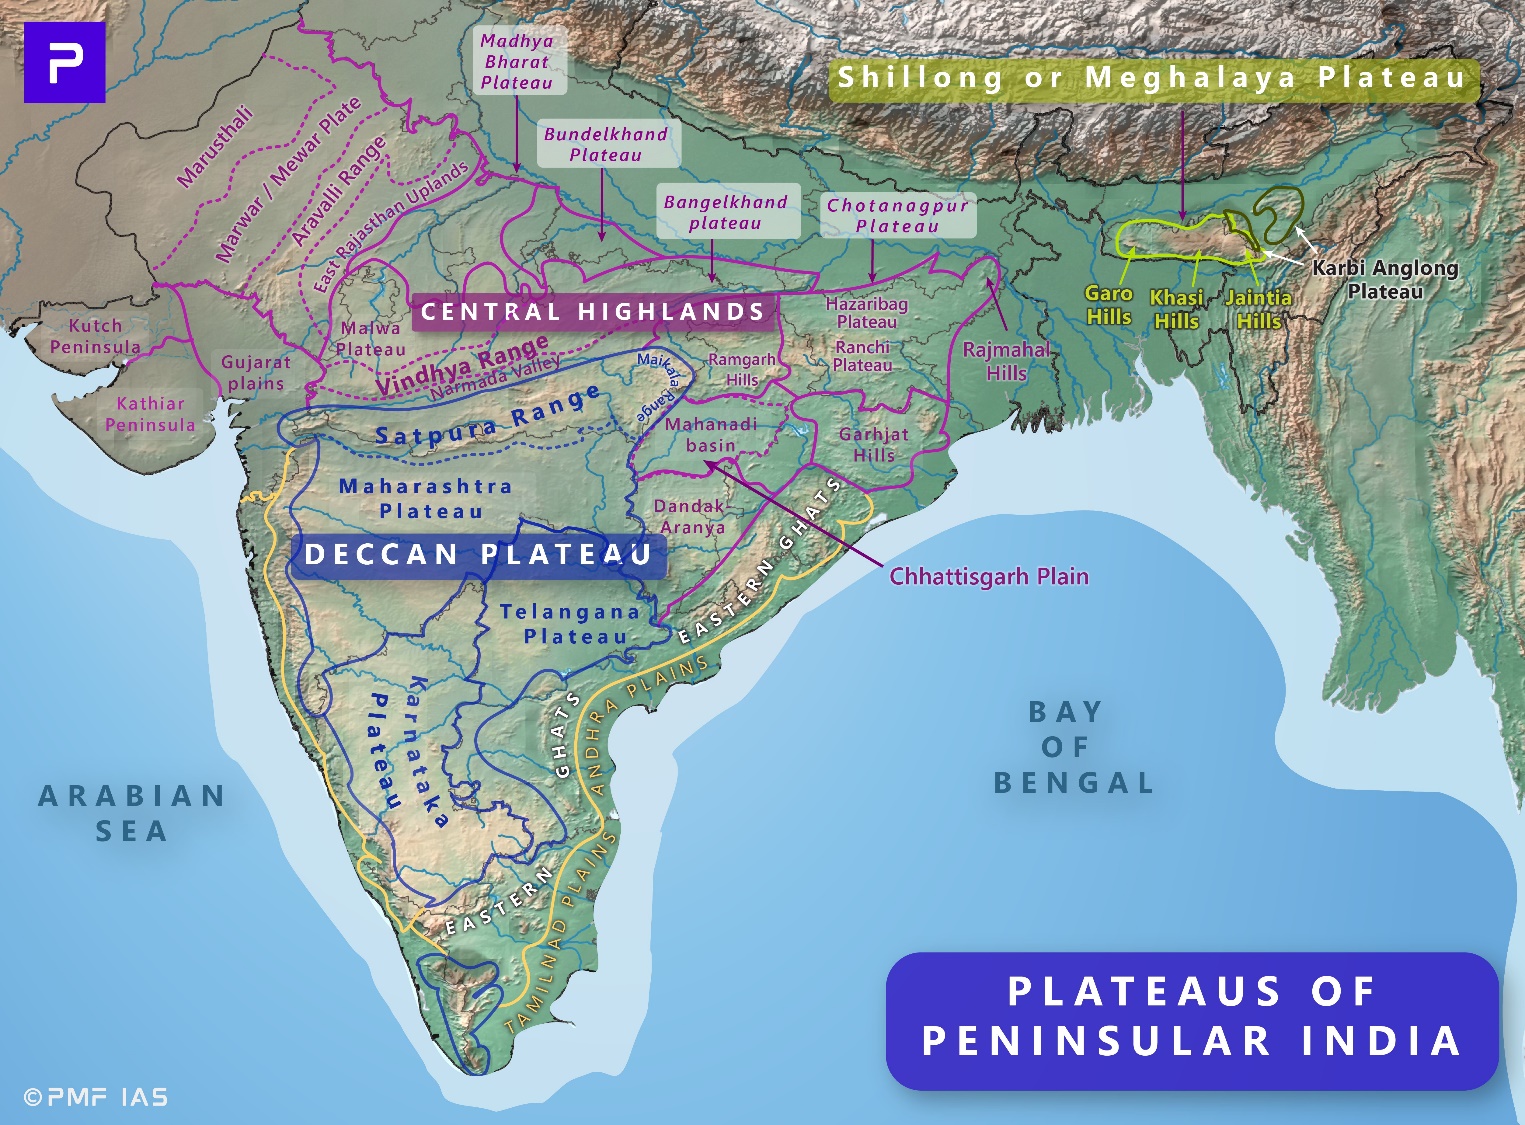 P
Madhya
Bharat
Plateau
Shillong or Meghalaya Plateau
Bundelkhand
Plateau
Marusthali
Marwar / Mewar Plate
Aravalli Range
East Rajasthan Uplands
Bangelkhand
plateau
Chotanagpur
Plateau
Karbi Anglong
Plateau
Garo
Hills
Khasi
Hills
Jaintia
Hills
CENTRAL HIGHLANDS
Hazaribag
Plateau
Kutch
Peninsula
Malwa
Plateau
Ranchi
Plateau
Rajmahal
Hills
Gujarat
plains
Vindhya Range
Narmada Valley
Maikala Range
Ramgarh
Hills
Kathiar
Peninsula
Satpura Range
Mahanadi
basin
Garhjat
Hills
Maharashtra
Plateau
Dandak
Aranya
EASTERN GHATS
DECCAN PLATEAU
Chhattisgarh Plain
Telangana
Plateau
ANDHRA PLAINS
Karnataka
Plateau
GHATS
BAY
OF
BENGAL
ARABIAN
SEA
EASTERN
TAMILNAD PLAINS
PLATEAUS OF
PENINSULAR INDIA
©PMF IAS